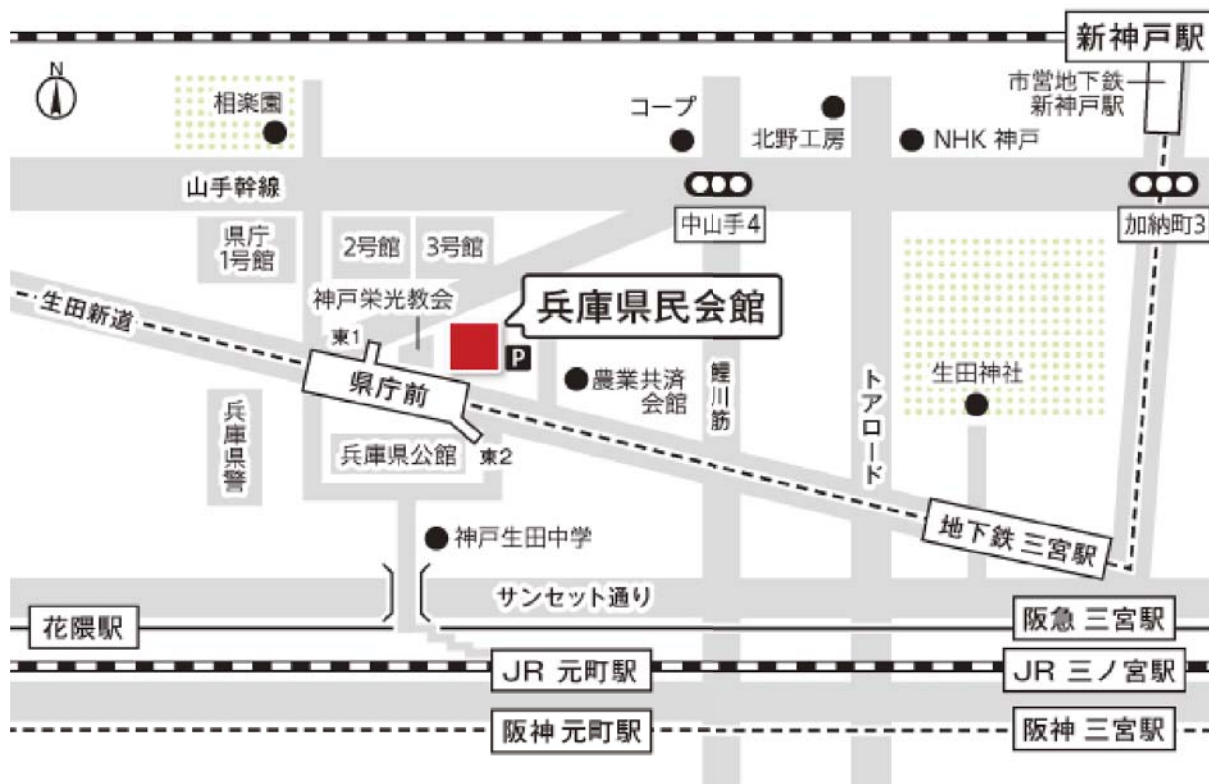 新神戸駅
N
市営地下鉄
新神戸駅
相楽園
コープ
北野工房
NHK 神戸
山手幹線
中山手4
加納町3
県庁
1号館
2号館
3号館
神戸栄光教会
兵庫県民会館
生田新道
東1
P
県庁前
農業共済
会館
鯉川筋
トアロード
生田神社
兵庫県警
兵庫県公館
東2
地下鉄 三宮駅
神戸生田中学
サンセット通り
花隈駅
阪急 三宮駅
JR 元町駅
JR 三ノ宮駅
阪神 元町駅
阪神 三宮駅